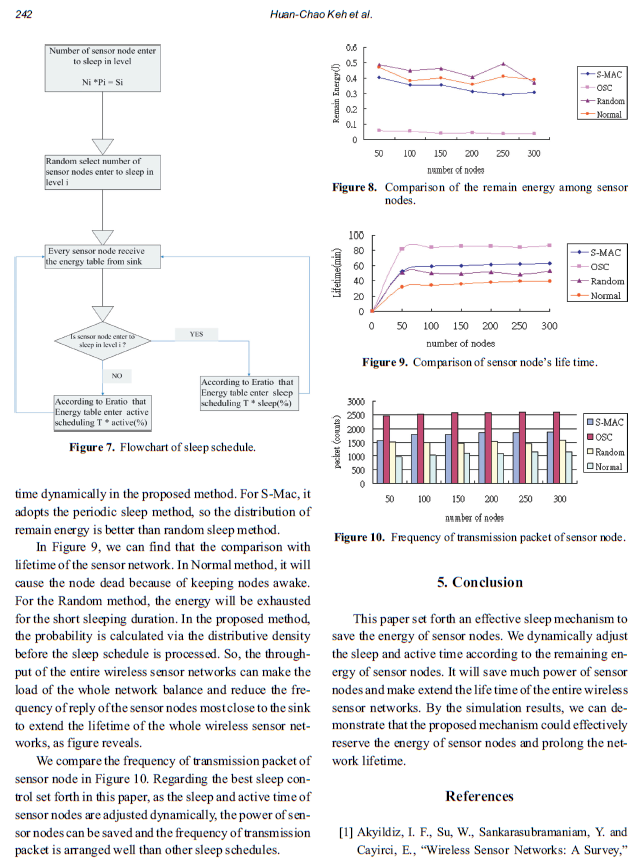 242
Huan-Chao Keh et al.
Number of sensor node enter
to sleep in level
Ni *Pi = Si
Random select number of
sensor nodes enter to sleep in
level i
Every sensor node receive
the energy table from sink
Is sensor node enter to
sleep in level i ?
YES
NO
According to Eratio that
Energy table enter sleep
scheduling T * sleep(%)
According to Eratio that
Energy table enter active
scheduling T * active(%)
Figure 7. Flowchart of sleep schedule.
time dynamically in the proposed method. For S-Mac, it
adopts the periodic sleep method, so the distribution of
remain energy is better than random sleep method.
In Figure 9, we can find that the comparison with
lifetime of the sensor network. In Normal method, it will
cause the node dead because of keeping nodes awake.
For the Random method, the energy will be exhausted
for the short sleeping duration. In the proposed method,
the probability is calculated via the distributive density
before the sleep schedule is processed. So, the through-
put of the entire wireless sensor networks can make the
load of the whole network balance and reduce the fre-
quency of reply of the sensor nodes most close to the sink
to extend the lifetime of the whole wireless sensor net-
works, as figure reveals.
We compare the frequency of transmission packet of
sensor node in Figure 10. Regarding the best sleep con-
trol set forth in this paper, as the sleep and active time of
sensor nodes are adjusted dynamically, the power of sen-
sor nodes can be saved and the frequency of transmission
packet is arranged well than other sleep schedules.
Remain Energy(J)
0.6
0.5
0.4
0.3
0.2
0.1
0
50 100 150 200 250 300
number of nodes
S-MAC
OSC
Random
Normal
Figure 8. Comparison of the remain energy among sensor
nodes.
Lifetime(min)
100
80
60
40
20
0
0 50 100 150 200 250 300
number of nodes
S-MAC
OSC
Random
Normal
Figure 9. Comparison of sensor node's life time.
packet (counts)
3000
2500
2000
1500
1000
500
0
50 100 150 200 250 300
number of nodes
S-MAC
OSC
Random
Normal
Figure 10. Frequency of transmission packet of sensor node.
5. Conclusion
This paper set forth an effective sleep mechanism to
save the energy of sensor nodes. We dynamically adjust
the sleep and active time according to the remaining en-
ergy of sensor nodes. It will save much power of sensor
nodes and make extend the life time of the entire wireless
sensor networks. By the simulation results, we can de-
monstrate that the proposed mechanism could effectively
reserve the energy of sensor nodes and prolong the net-
work lifetime.
References
[1] Akyildiz, I. F., Su, W., Sankarasubramaniam, Y. and
Cayirci, E., "Wireless Sensor Networks: A Survey,"